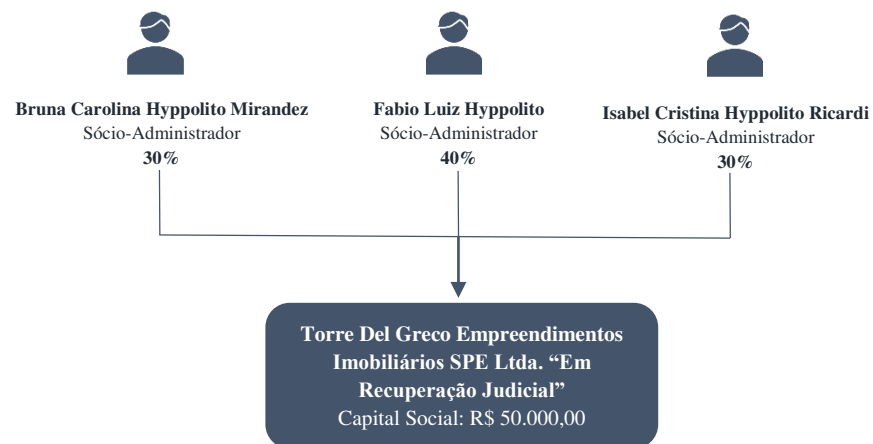 Bruna Carolina Hyppolito Mirandez
Sócio-Administrador
30%
Fabio Luiz Hyppolito
Sócio-Administrador
40%
Isabel Cristina Hyppolito Ricardi
Sócio-Administrador
30%
Torre Del Greco Empreendimentos
Imobiliários SPE Ltda. “Em
Recuperação Judicial”
Capital Social: R$ 50.000,00